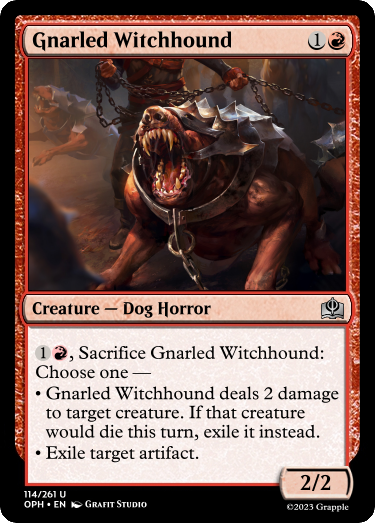 Gnarled Witchhound 1
Creature — Dog Horror
1, Sacrifice Gnarled Witchhound:
Choose one —
• Gnarled Witchhound deals 2 damage
to target creature. If that creature
would die this turn, exile it instead.
• Exile target artifact.
2/2
114/261 U
OPH • EN Grafit Studio
©2023 Grapple